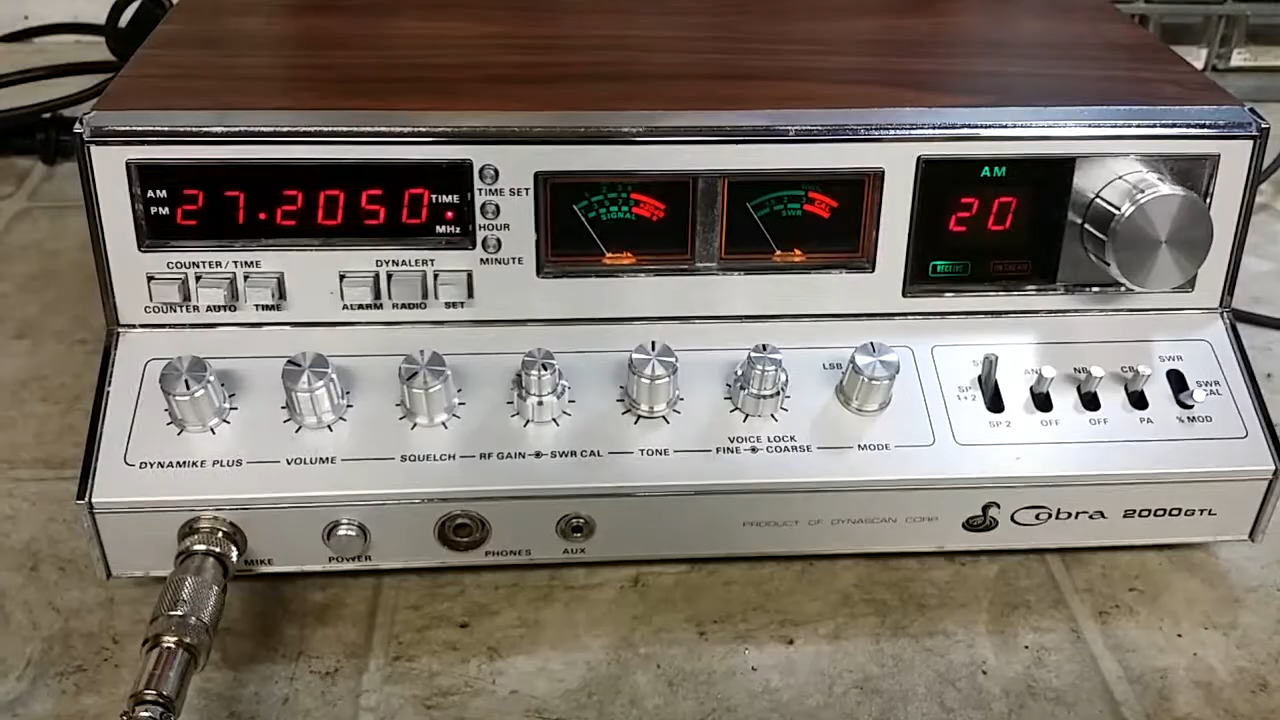 AM
PM
27.2050.
TIME
MHz
TIME SET
HOUR
MINUTE
COUNTER/TIME
COUNTER AUTO TIME
DYNALERT
ALARM RADIO SET
SIGNAL
SWR
CAL
AM
20
RECEIVE
LSB
DYNAMIKE PLUS
VOLUME
SQUELCH
RF GAIN
SWR CAL
TONE
VOICE LOCK
FINE
COARSE
MODE
SP
1+2
SP 2
OFF
NB
OFF
CB
PA
SWR
SWR
CAL
% MOD
MIKE
POWER
PHONES
AUX
PRODUCT OF DYNASCAN CORP
Cobra 2000GTL